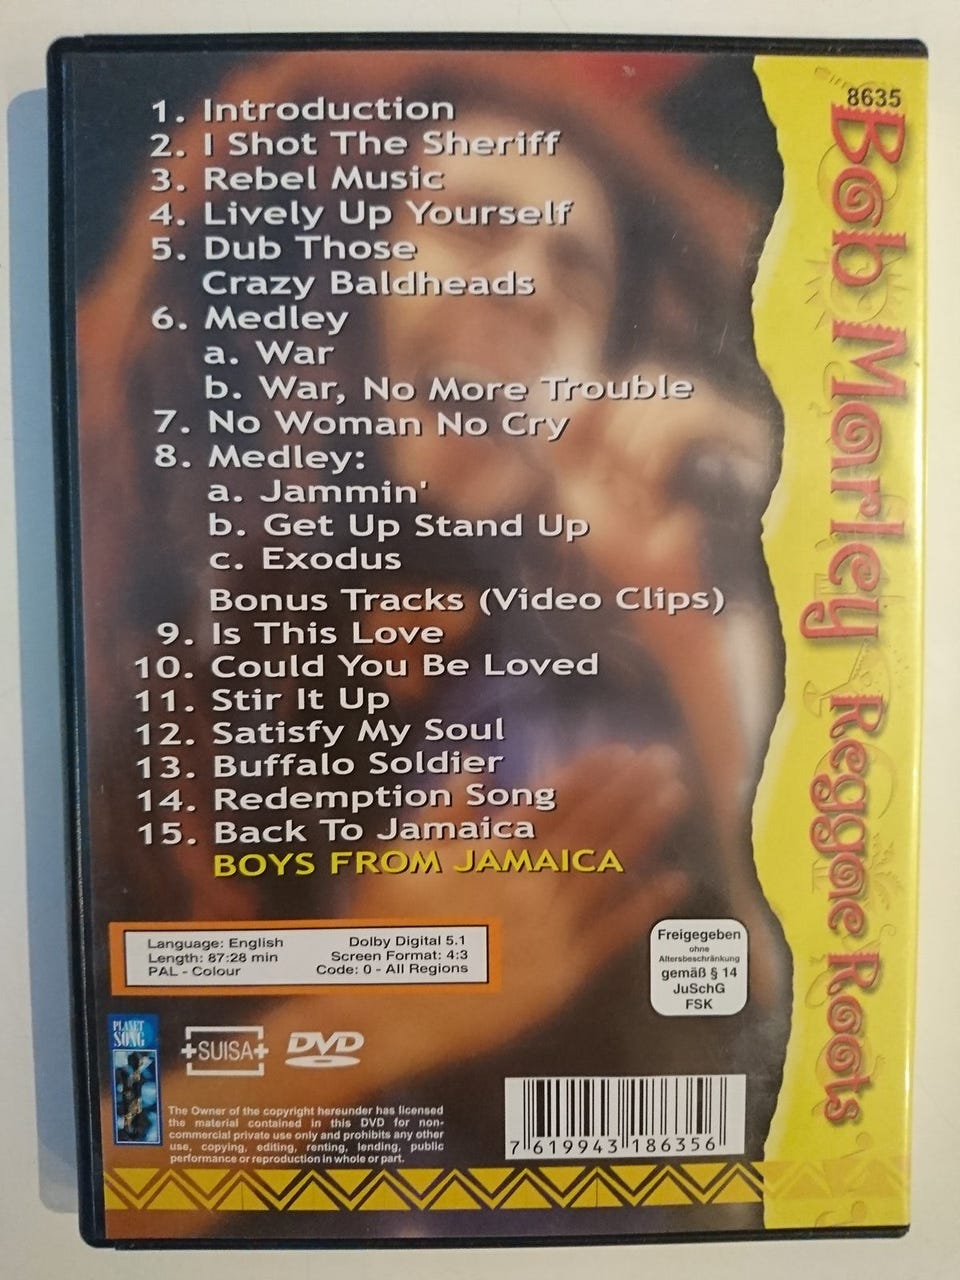 1. Introduction
2. I Shot The Sheriff
3. Rebel Music
4. Lively Up Yourself
5. Dub Those
Crazy Baldheads
6. Medley
a. War
b. War, No More Trouble
7. No Woman No Cry
8. Medley:
a. Jammin'
b. Get Up Stand Up
c. Exodus
Bonus Tracks (Video Clips)
9. Is This Love
10. Could You Be Loved
11. Stir It Up
12. Satisfy My Soul
13. Buffalo Soldier
14. Redemption Song
15. Back To Jamaica
BOYS FROM JAMAICA
8635
Bob Marley Reggae Roots
Language: English
Length: 87:28 min
PAL - Colour
Dolby Digital 5.1
Screen Format: 4:3
Code: 0 - All Regions
Freigegeben
ohne
Altersbeschränkung
gemäß § 14
JuSchG
FSK
PLANET
SONG
SUISA
DVD
The Owner of the copyright hereunder has licensed
the material contained in this DVD for non-
commercial private use only and prohibits any other
use, copying, editing, renting, lending, public
performance or reproduction in whole or part.
7 619943 186356